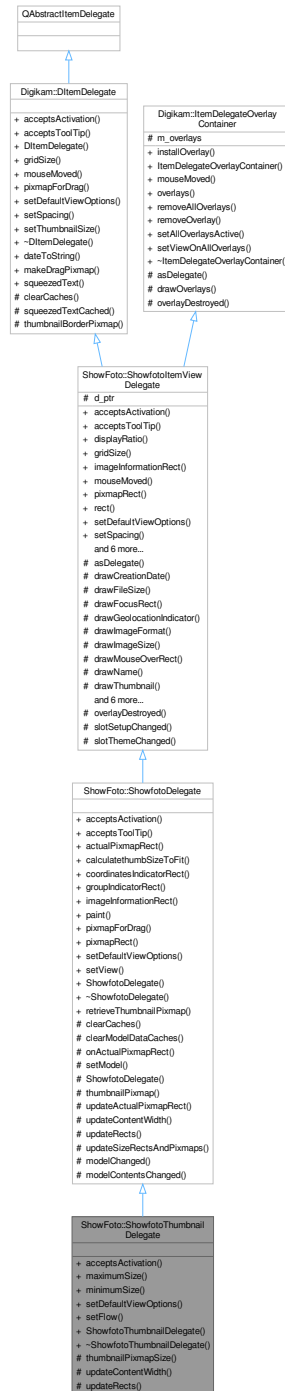 QAbstractItemDelegate
Digikam::DItemDelegate
+ acceptsActivation()
+ acceptsToolTip()
+ DItemDelegate()
+ gridSize()
+ mouseMoved()
+ pixmapForDrag()
+ setDefaultViewOptions()
+ setSpacing()
+ setThumbnailSize()
+ ~DItemDelegate()
+ dateToString()
+ makeDragPixmap()
+ squeezedText()
# clearCaches()
# squeezedTextCached()
# thumbnailBorderPixmap()
Digikam::ItemDelegateOverlay
Container
# m_overlays
+ installOverlay()
+ ItemDelegateOverlayContainer()
+ mouseMoved()
+ overlays()
+ removeAllOverlays()
+ removeOverlay()
+ setAllOverlaysActive()
+ setViewOnAllOverlays()
+ ~ItemDelegateOverlayContainer()
# asDelegate()
# drawOverlays()
# overlayDestroyed()
ShowFoto::ShowfotoItemView
Delegate
# d_ptr
+ acceptsActivation()
+ acceptsToolTip()
+ displayRatio()
+ gridSize()
+ imageInformationRect()
+ mouseMoved()
+ pixmapRect()
+ rect()
+ setDefaultViewOptions()
+ setSpacing()
and 6 more...
# asDelegate()
# drawCreationDate()
# drawFileSize()
# drawFocusRect()
# drawGeolocationIndicator()
# drawImageFormat()
# drawImageSize()
# drawMouseOverRect()
# drawName()
# drawThumbnail()
and 6 more...
# overlayDestroyed()
# slotSetupChanged()
# slotThemeChanged()
ShowFoto::ShowfotoDelegate
+ acceptsActivation()
+ acceptsToolTip()
+ actualPixmapRect()
+ calculatethumbSizeToFit()
+ coordinatesIndicatorRect()
+ groupIndicatorRect()
+ imageInformationRect()
+ paint()
+ pixmapForDrag()
+ pixmapRect()
+ setDefaultViewOptions()
+ setView()
+ ShowfotoDelegate()
+ ~ShowfotoDelegate()
+ retrieveThumbnailPixmap()
# clearCaches()
# clearModelDataCaches()
# onActualPixmapRect()
# setModel()
# ShowfotoDelegate()
# thumbnailPixmap()
# updateActualPixmapRect()
# updateContentWidth()
# updateRects()
# updateSizeRectsAndPixmaps()
# modelChanged()
# modelContentsChanged()
ShowFoto::ShowfotoThumbnail
Delegate
+ acceptsActivation()
+ maximumSize()
+ minimumSize()
+ setDefaultViewOptions()
+ setFlow()
+ ShowfotoThumbnailDelegate()
+ ~ShowfotoThumbnailDelegate()
# thumbnailPixmapSize()
# updateContentWidth()
# updateRects()